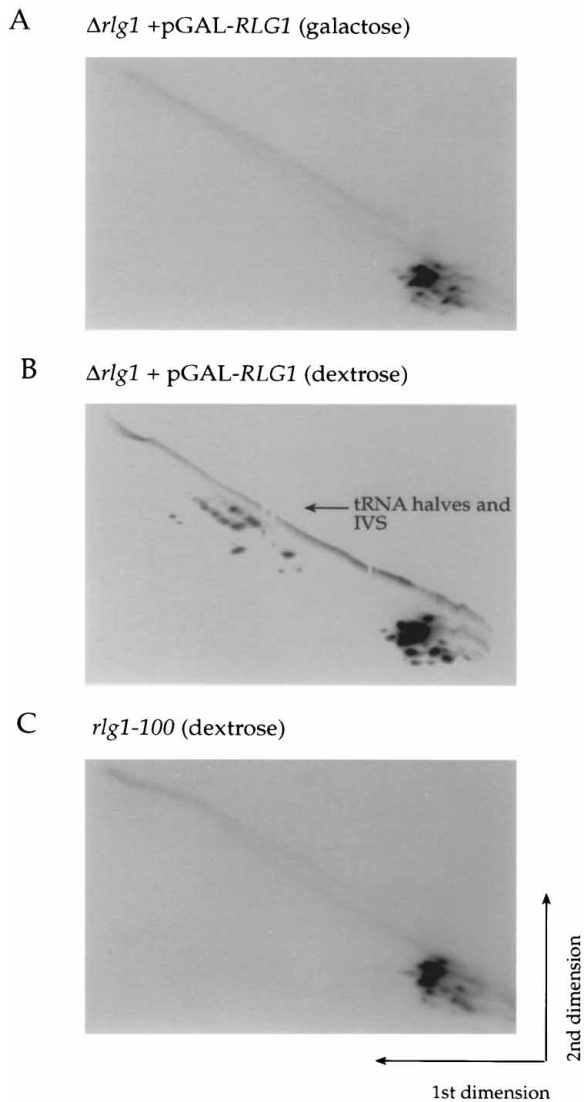 A Δrlg1 +pGAL-RLG1 (galactose)
B Δrlg1 + pGAL-RLG1 (dextrose)
tRNA halves and
IVS
C rlg1-100 (dextrose)
2nd dimension
1st dimension